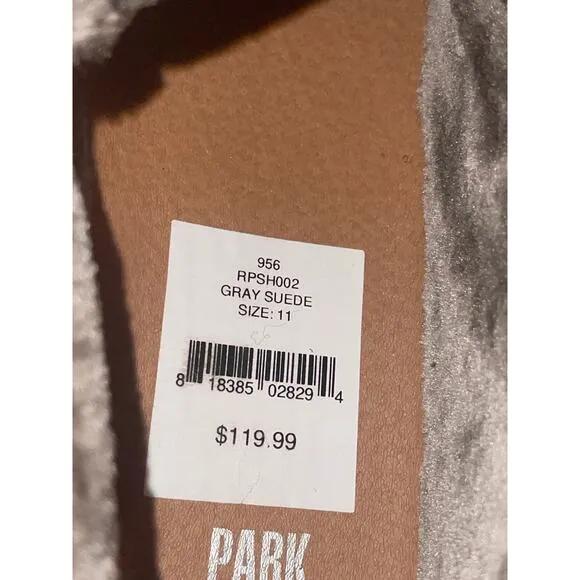 956
RPSH002
GRAY SUEDE
SIZE: 11
8 18385 02829 4
$119.99
PARK